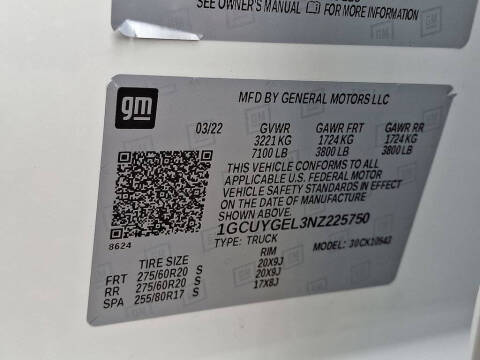 SEE OWNER'S MANUAL FOR MORE INFORMATION
GM
gm
MFD BY GENERAL MOTORS LLC
03/22 GVWR GAWR FRT GAWR RR
3221 KG 1724 KG 1724 KG
7100 LB 3800 LB 3800 LB
THIS VEHICLE CONFORMS TO ALL
APPLICABLE U.S. FEDERAL MOTOR
VEHICLE SAFETY STANDARDS IN EFFECT
ON THE DATE OF MANUFACTURE
SHOWN ABOVE.
1GCUYGEL3NZ225750
8624
TYPE: TRUCK MODEL: 30CK10543
TIRE SIZE RIM
FRT 275/60R20 S 20X9J
RR 275/60R20 S 20X9J
SPA 255/80R17 S 17X8J